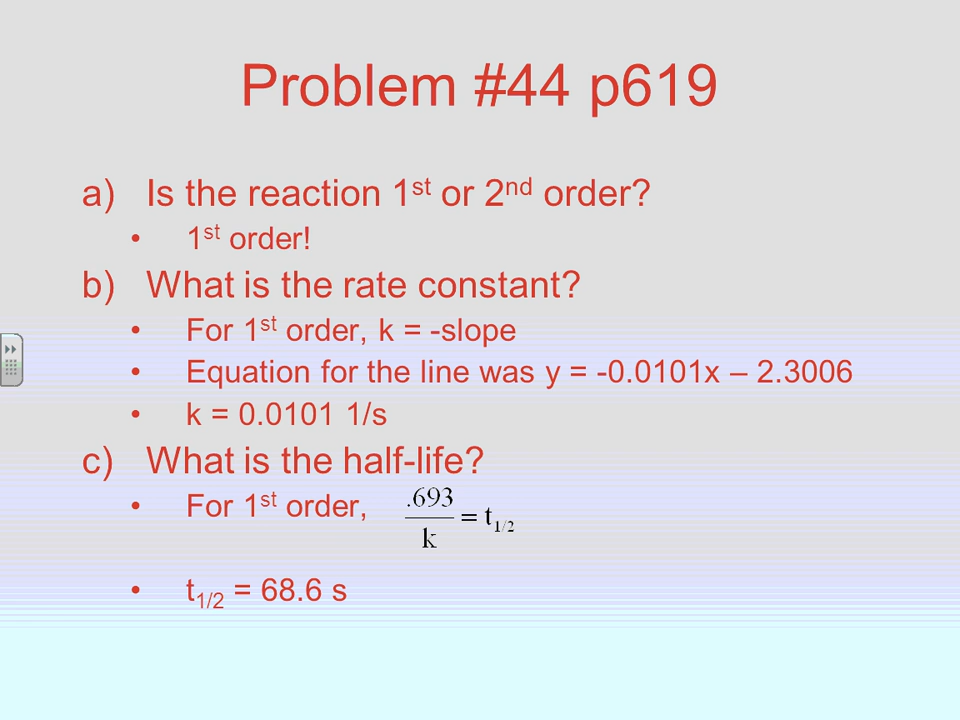 Problem #44 p619
a) Is the reaction 1st or 2nd order?
• 1st order!
b) What is the rate constant?
• For 1st order, k = -slope
• Equation for the line was y = -0.0101x – 2.3006
• k = 0.0101 1/s
c) What is the half-life?
• For 1st order, .693/k = t1/2
• t1/2 = 68.6 s